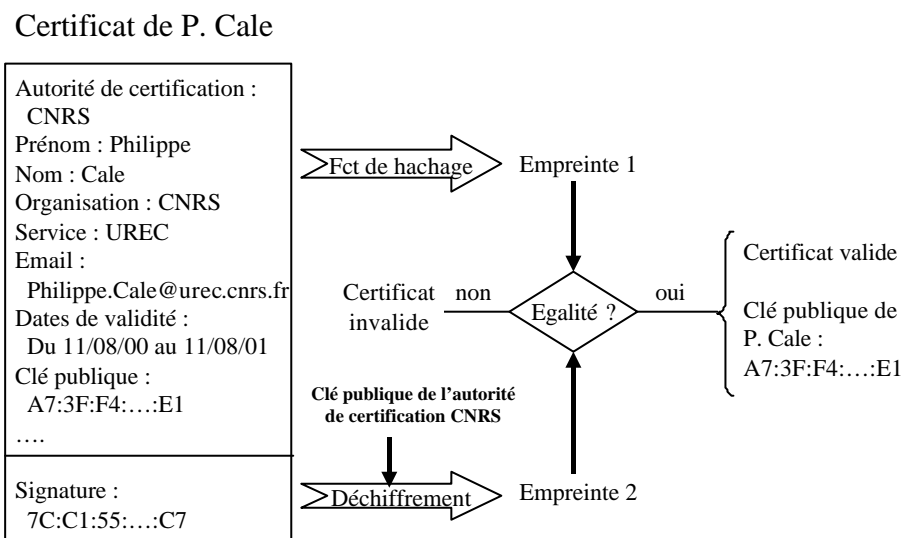 Certificat de P. Cale
Autorité de certification :
CNRS
Prénom : Philippe
Nom : Cale
Organisation : CNRS
Service : UREC
Email :
Philippe.Cale@urec.cnrs.fr
Dates de validité :
Du 11/08/00 au 11/08/01
Clé publique :
A7:3F:F4:…:E1
….
Signature :
7C:C1:55:…:C7
Fct de hachage
Empreinte 1
Certificat
invalide
non
Egalité ?
oui
Certificat valide
Clé publique de
P. Cale :
A7:3F:F4:…:E1
Clé publique de l’autorité
de certification CNRS
Déchiffrement
Empreinte 2